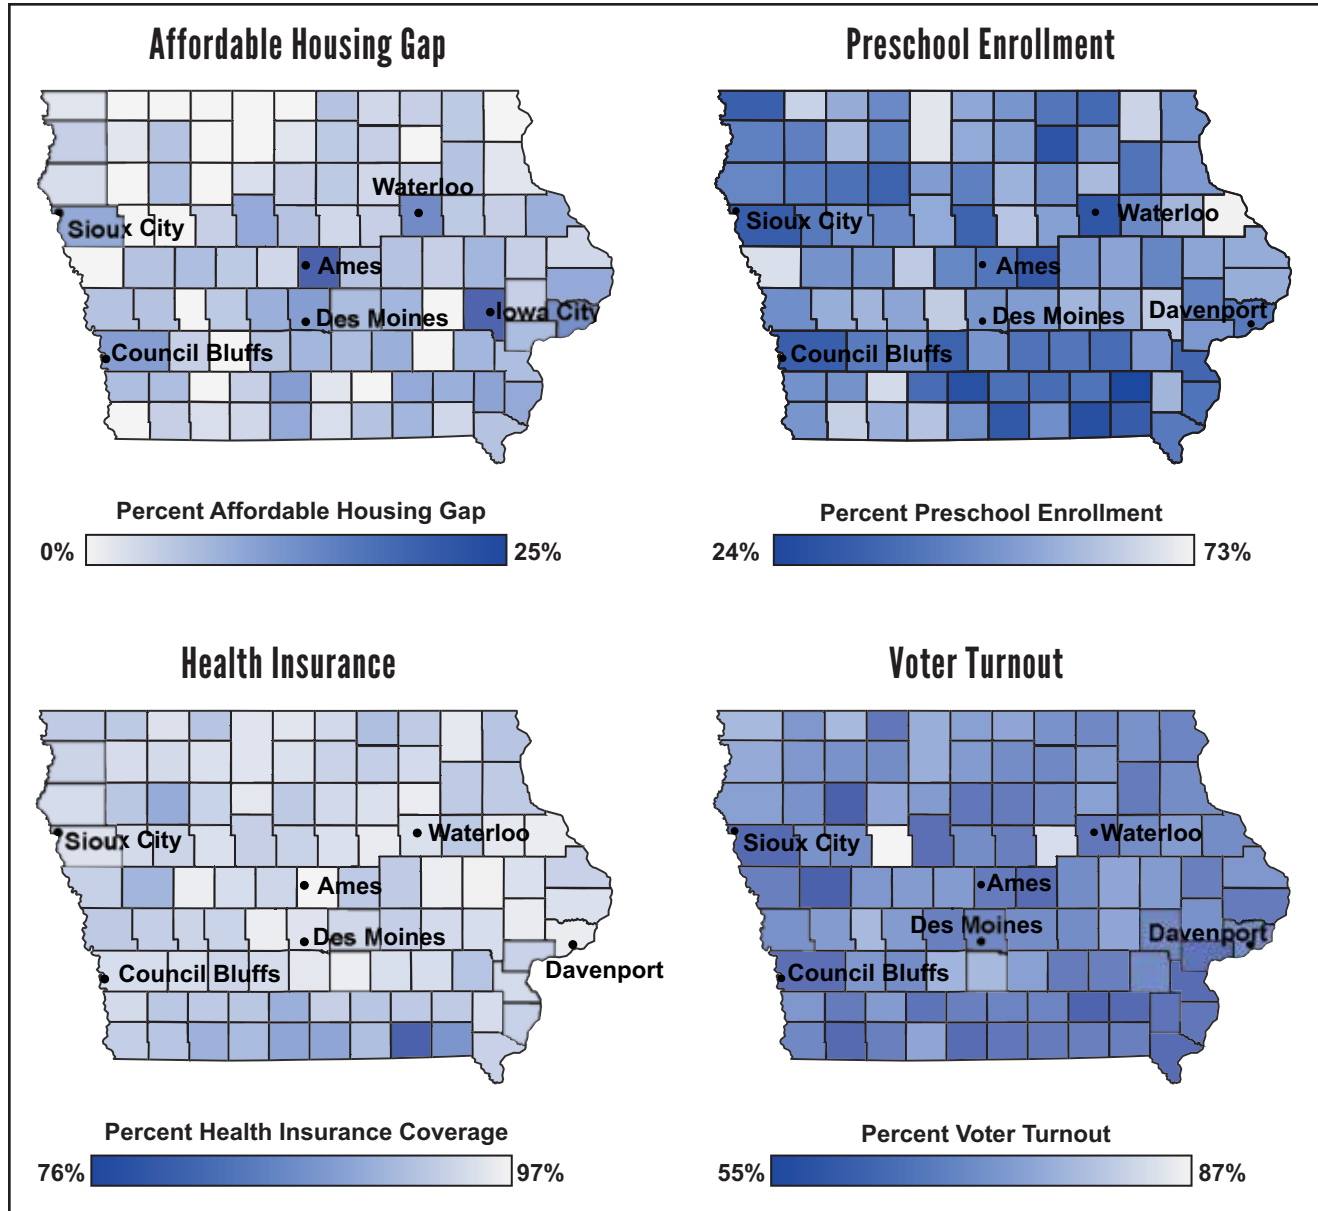 Affordable Housing Gap
Preschool Enrollment
Waterloo
Sioux City
Ames
Des Moines
Iowa City
Council Bluffs
Sioux City
Waterloo
Ames
Des Moines
Davenport
Council Bluffs
Percent Affordable Housing Gap
0%
25%
Percent Preschool Enrollment
24%
73%
Health Insurance
Voter Turnout
Sioux City
Waterloo
Ames
Des Moines
Council Bluffs
Davenport
Sioux City
Waterloo
Ames
Des Moines
Davenport
Council Bluffs
Percent Health Insurance Coverage
76%
97%
Percent Voter Turnout
55%
87%